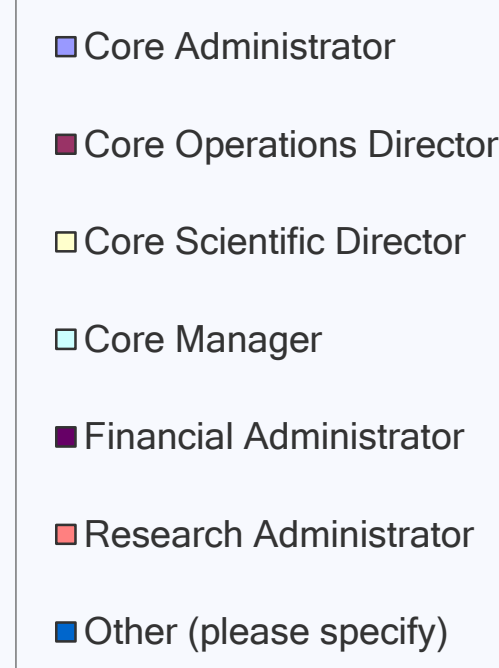 Core Administrator
Core Operations Director
Core Scientific Director
Core Manager
Financial Administrator
Research Administrator
Other (please specify)